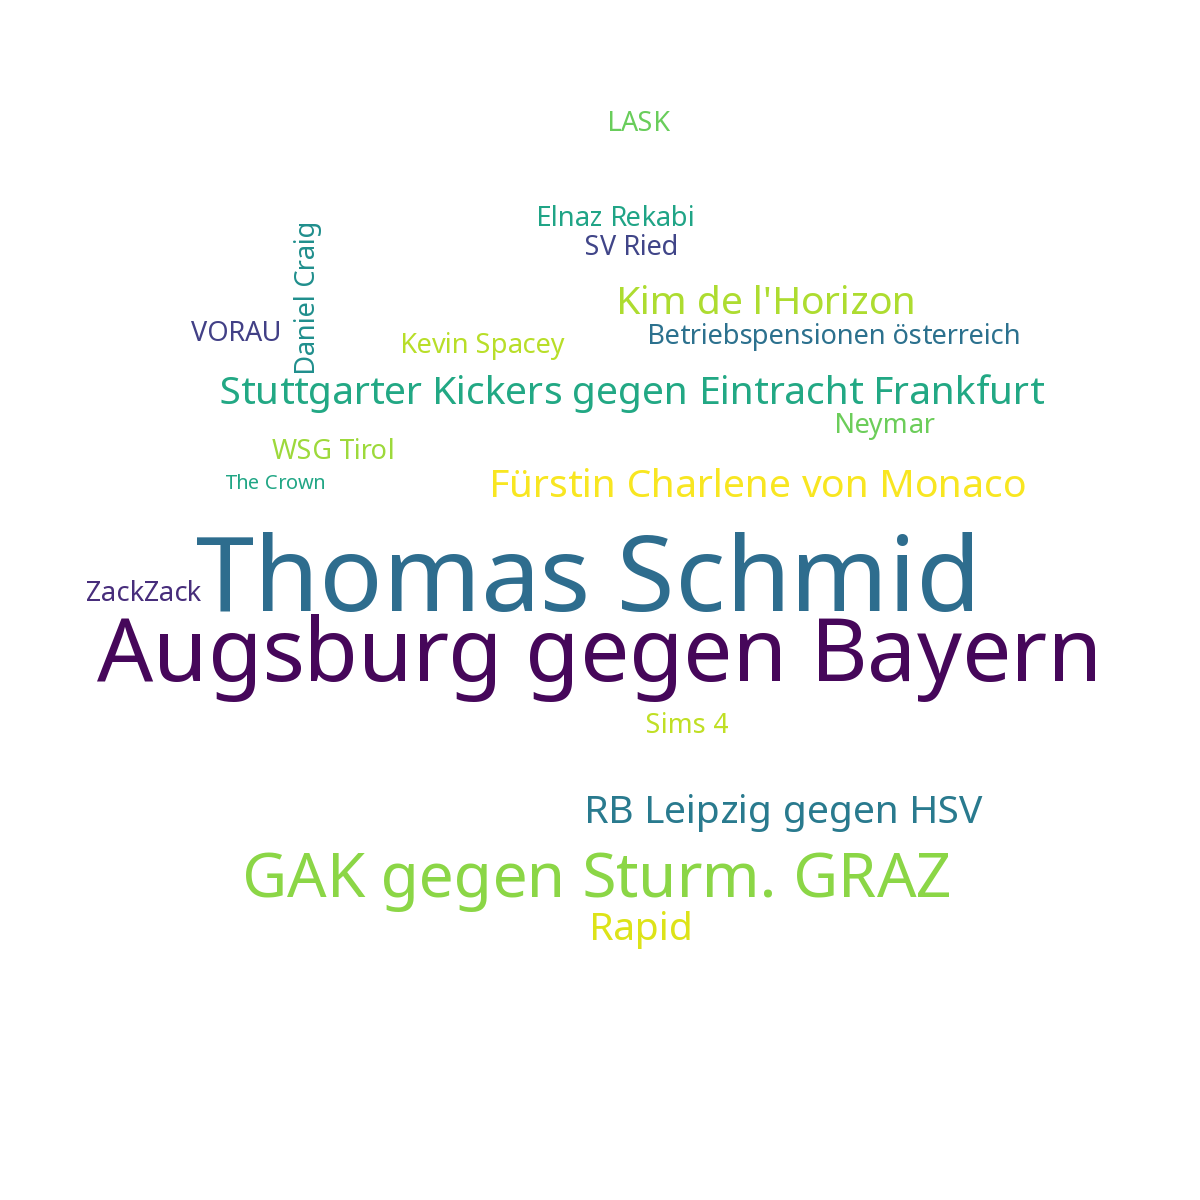 LASK
Elnaz Rekabi
SV Ried
Daniel Craig
Kim de l'Horizon
VORAU
Kevin Spacey
Betriebspensionen österreich
Stuttgarter Kickers gegen Eintracht Frankfurt
Neymar
WSG Tirol
The Crown
Fürstin Charlene von Monaco
Thomas Schmid
ZackZack
Augsburg gegen Bayern
Sims 4
RB Leipzig gegen HSV
GAK gegen Sturm. GRAZ
Rapid